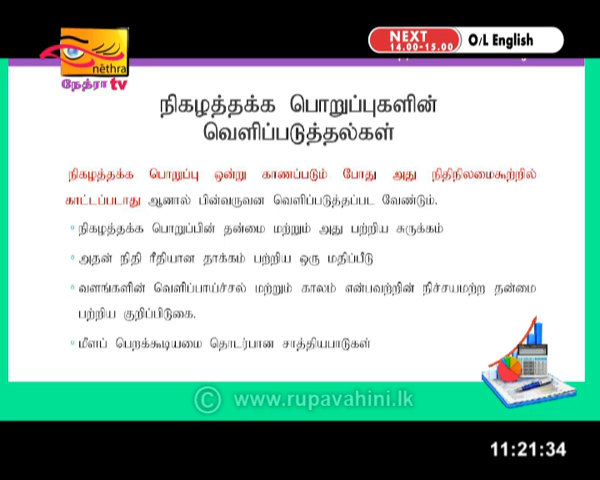 NEXT
14.00-15.00
O/L English
nēthra
நேத்ரா tv
நிகழத்தக்க பொறுப்புகளின்
வெளிப்படுத்தல்கள்
நிகழத்தக்க பொறுப்பு ஒன்று காணப்படும் போது அது நிதிநிலமைகூற்றில்
காட்டப்படாது ஆனால் பின்வருவன வெளிப்படுத்தப்பட வேண்டும்.
நிகழத்தக்க பொறுப்பின் தன்மை மற்றும் அது பற்றிய சுருக்கம்
அதன் நிதி ரீதியான தாக்கம் பற்றிய ஒரு மதிப்பீடு
வளங்களின் வெளிப்பாய்ச்சல் மற்றும் காலம் என்பவற்றின் நிச்சயமற்ற தன்மை
பற்றிய குறிப்பிடுகை.
மீளப் பெறக்கூடியமை தொடர்பான சாத்தியபாடுகள்
© www.rupavahini.lk
11:21:34